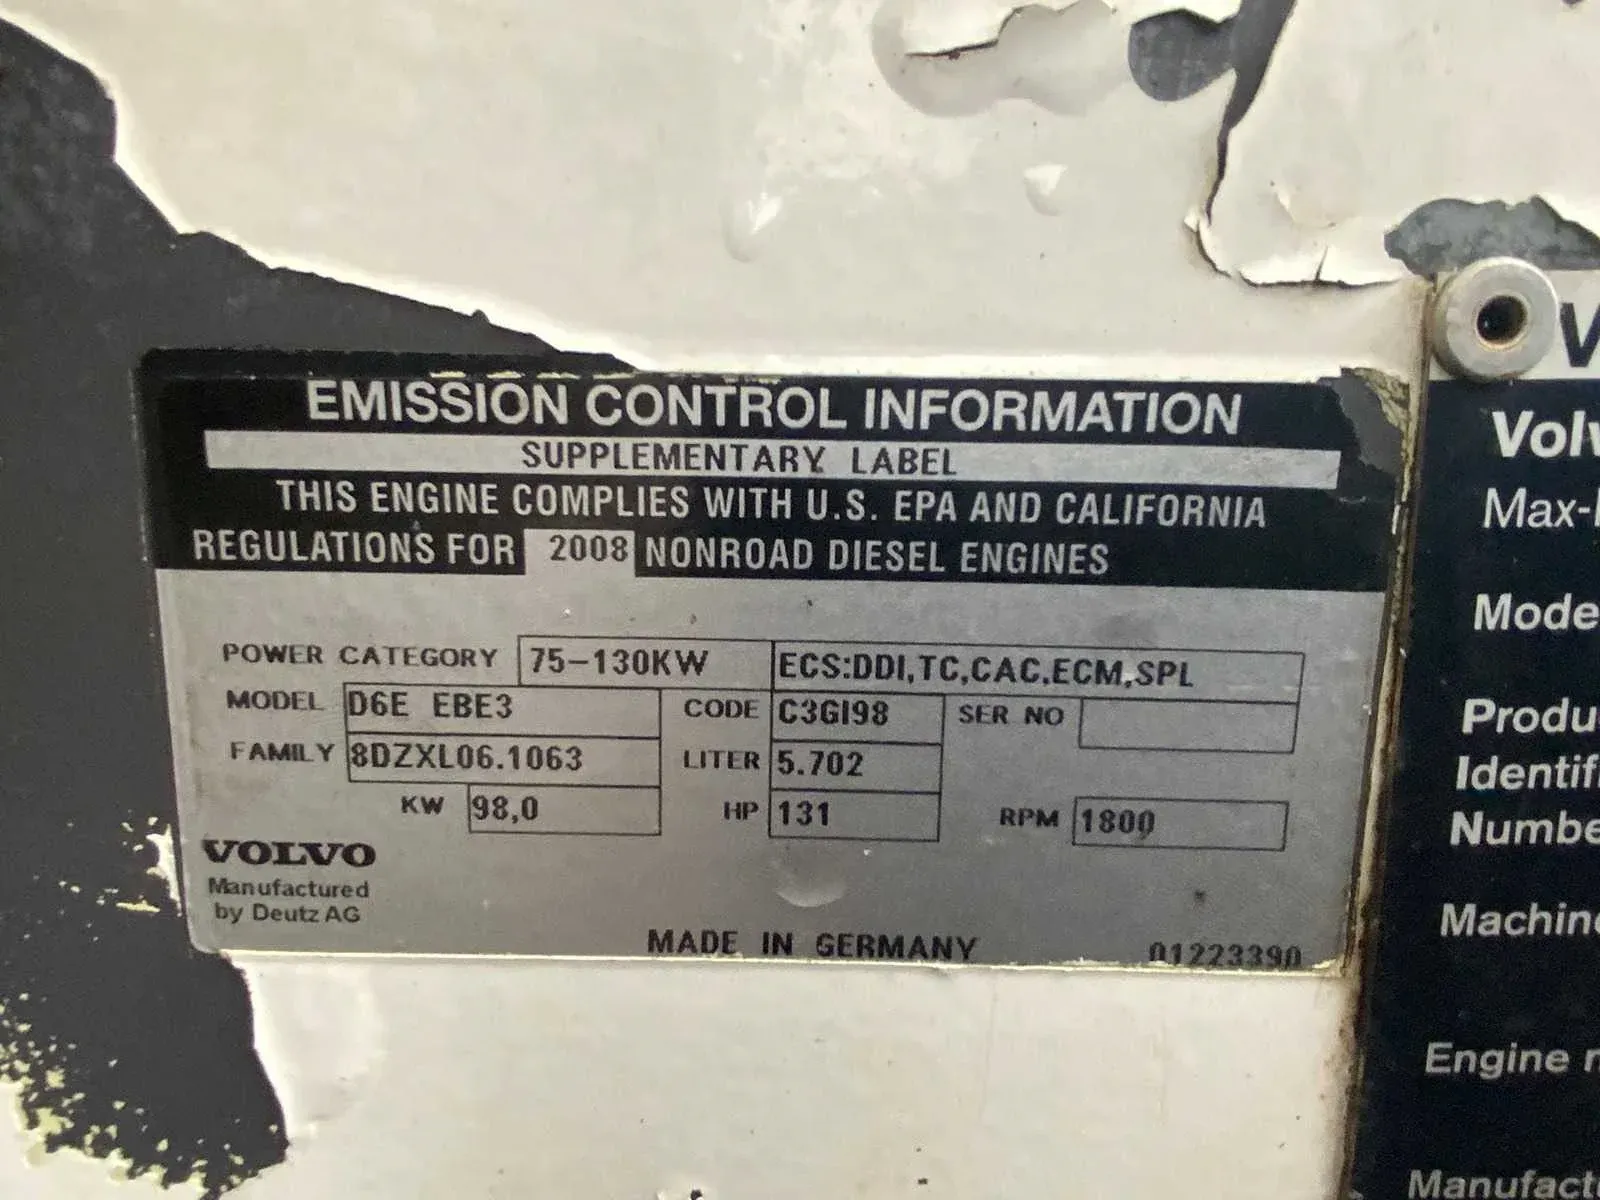 EMISSION CONTROL INFORMATION
SUPPLEMENTARY LABEL
THIS ENGINE COMPLIES WITH U.S. EPA AND CALIFORNIA
REGULATIONS FOR 2008 NONROAD DIESEL ENGINES
POWER CATEGORY 75-130KW ECS:DDI,TC,CAC,ECM,SPL
MODEL D6E EBE3 CODE C3GI98 SER NO
FAMILY 8DZXL06.1063 LITER 5.702
KW 98,0 HP 131 RPM 1800
VOLVO
Manufactured
by Deutz AG
MADE IN GERMANY 01223390
V
Volv
Max-
Mode
Produ
Identifi
Numbe
Machin
Engine n
Manufact